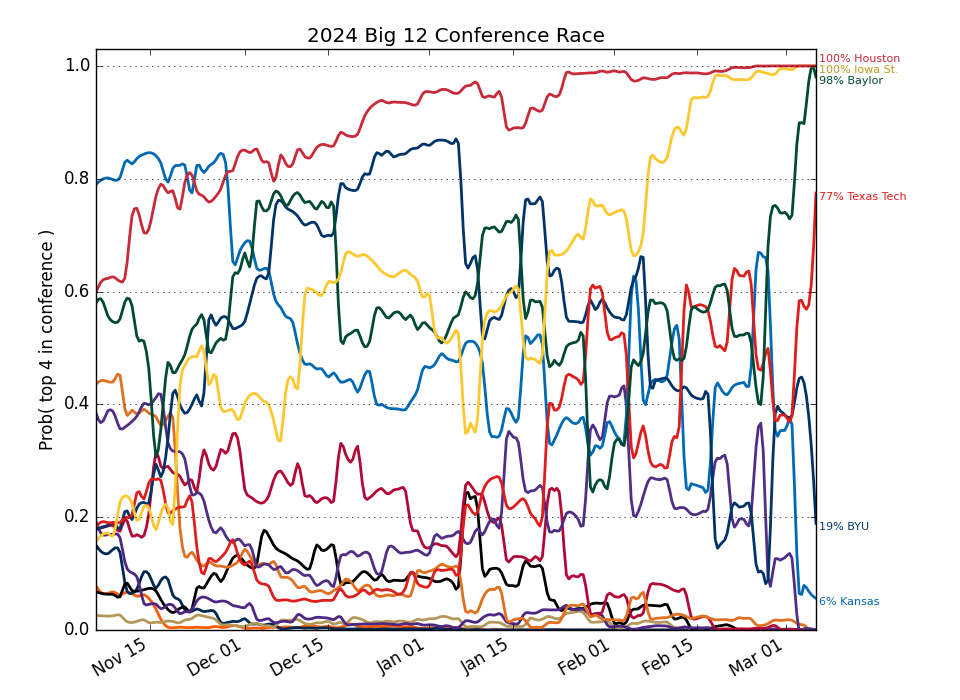 2024 Big 12 Conference Race
Prob( top 4 in conference )
1.0
0.8
0.6
0.4
0.2
0.0
Nov 15
Dec 01
Dec 15
Jan 01
Jan 15
Feb 01
Feb 15
Mar 01
100% Houston
100% Iowa St.
98% Baylor
77% Texas Tech
19% BYU
6% Kansas